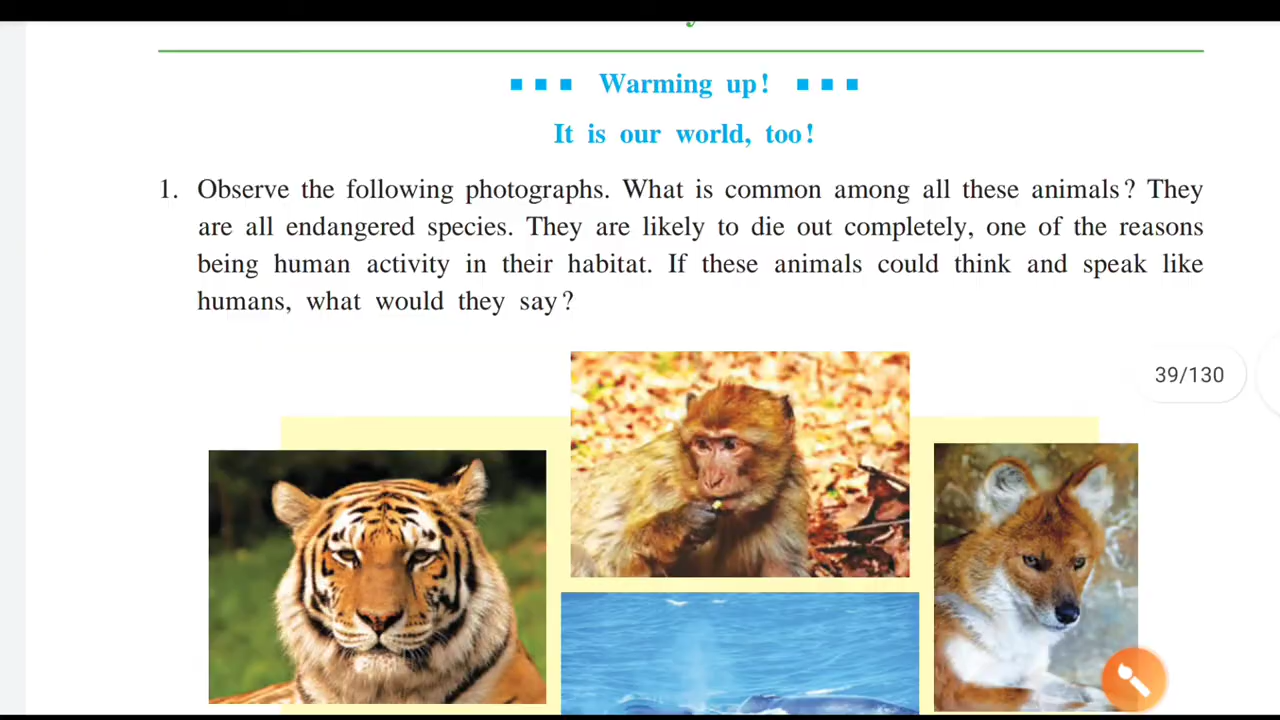 Warming up!
It is our world, too!
1. Observe the following photographs. What is common among all these animals? They
are all endangered species. They are likely to die out completely, one of the reasons
being human activity in their habitat. If these animals could think and speak like
humans, what would they say?
39/130